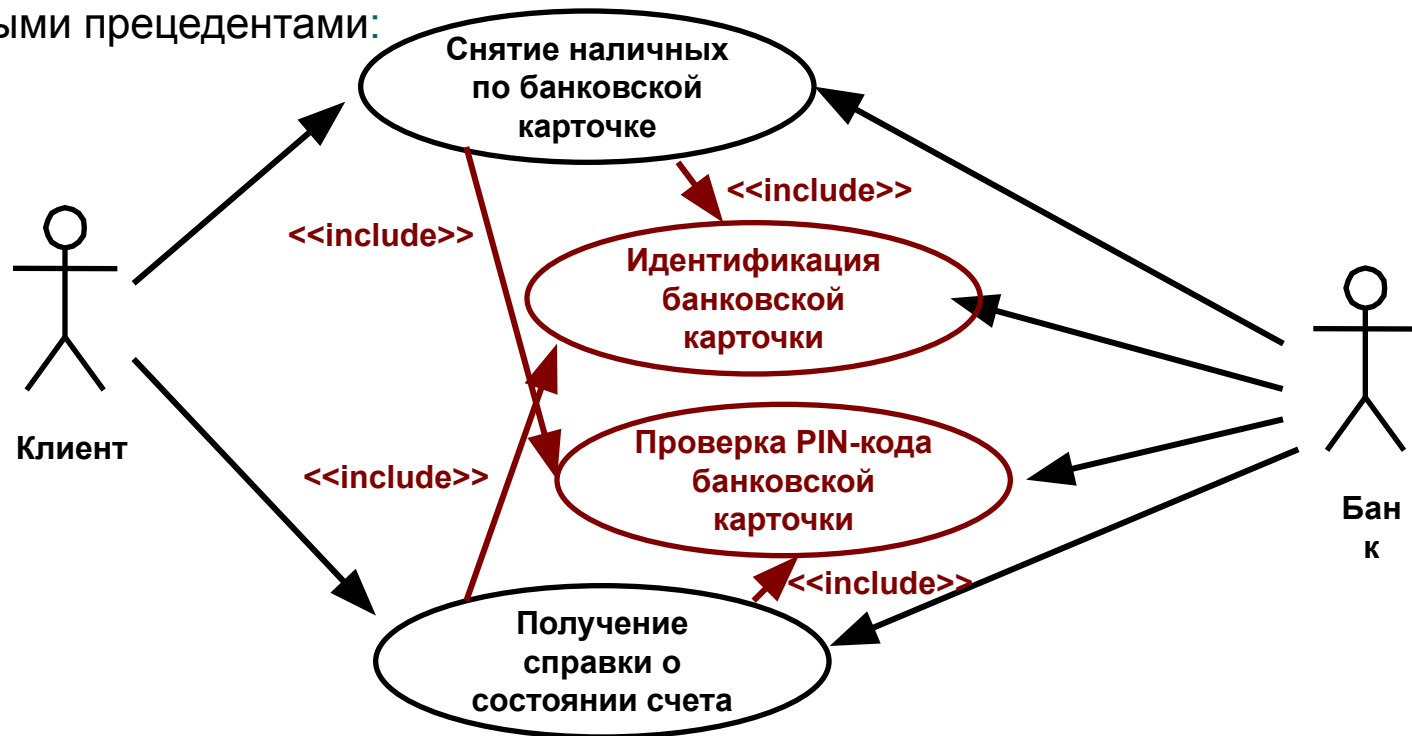 ыми прецедентами:
Снятие наличных
по банковской
карточке
<<include>>
<<include>>
Идентификация
банковской
карточки
Клиент
<<include>>
Проверка PIN-кода
банковской
карточки
Бан
к
<<include>>
Получение
справки о
состоянии счета